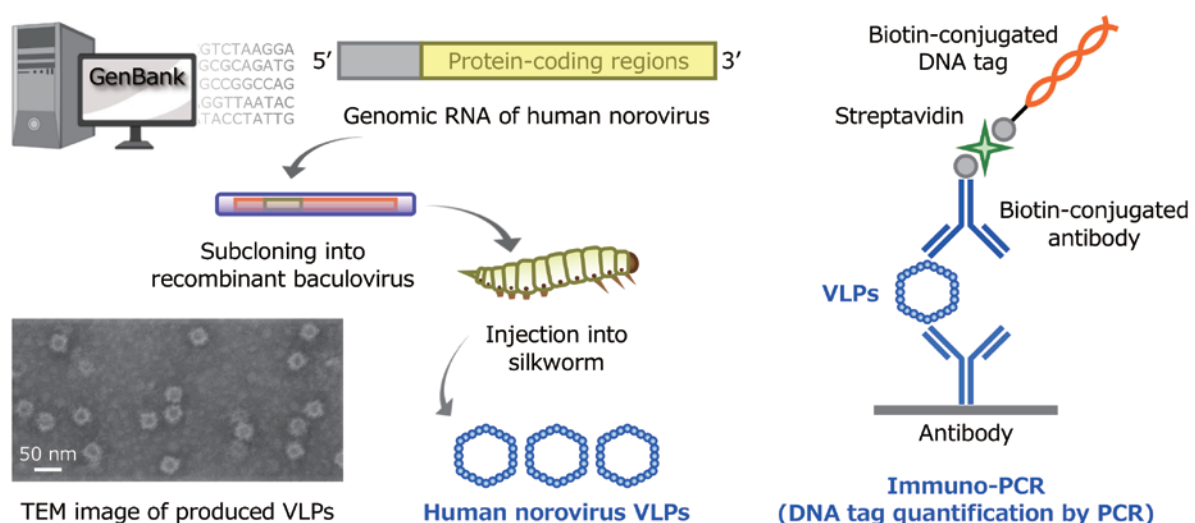 GenBank
GTCTAAGGA
GCGCAGATG
GCCGGCCAG
AGGTTAATAC
TACCTATTG
5′
Protein-coding regions
3′
Genomic RNA of human norovirus
Subcloning into
recombinant baculovirus
Injection into
silkworm
50 nm
TEM image of produced VLPs
Human norovirus VLPs
Biotin-conjugated
DNA tag
Streptavidin
Biotin-conjugated
antibody
VLPs
Antibody
Immuno-PCR
(DNA tag quantification by PCR)